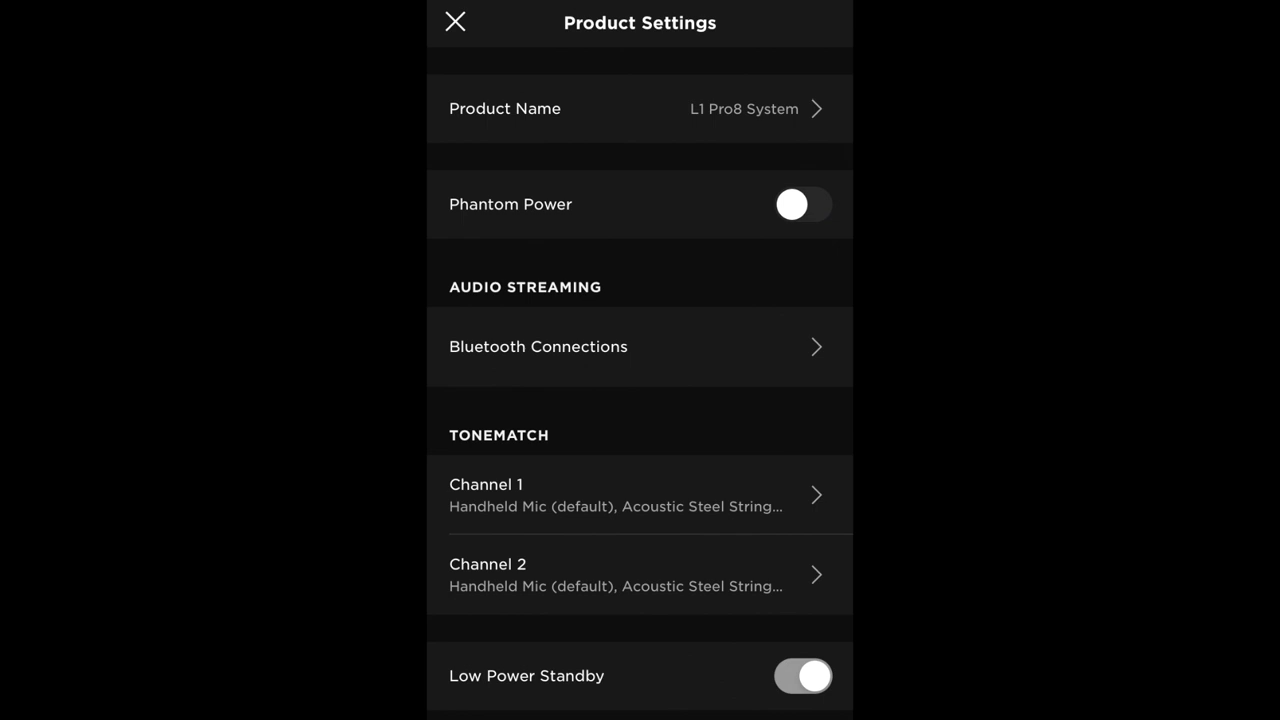 Product Settings
Product Name L1 Pro8 System
Phantom Power
AUDIO STREAMING
Bluetooth Connections
TONEMATCH
Channel 1
Handheld Mic (default), Acoustic Steel String...
Channel 2
Handheld Mic (default), Acoustic Steel String...
Low Power Standby